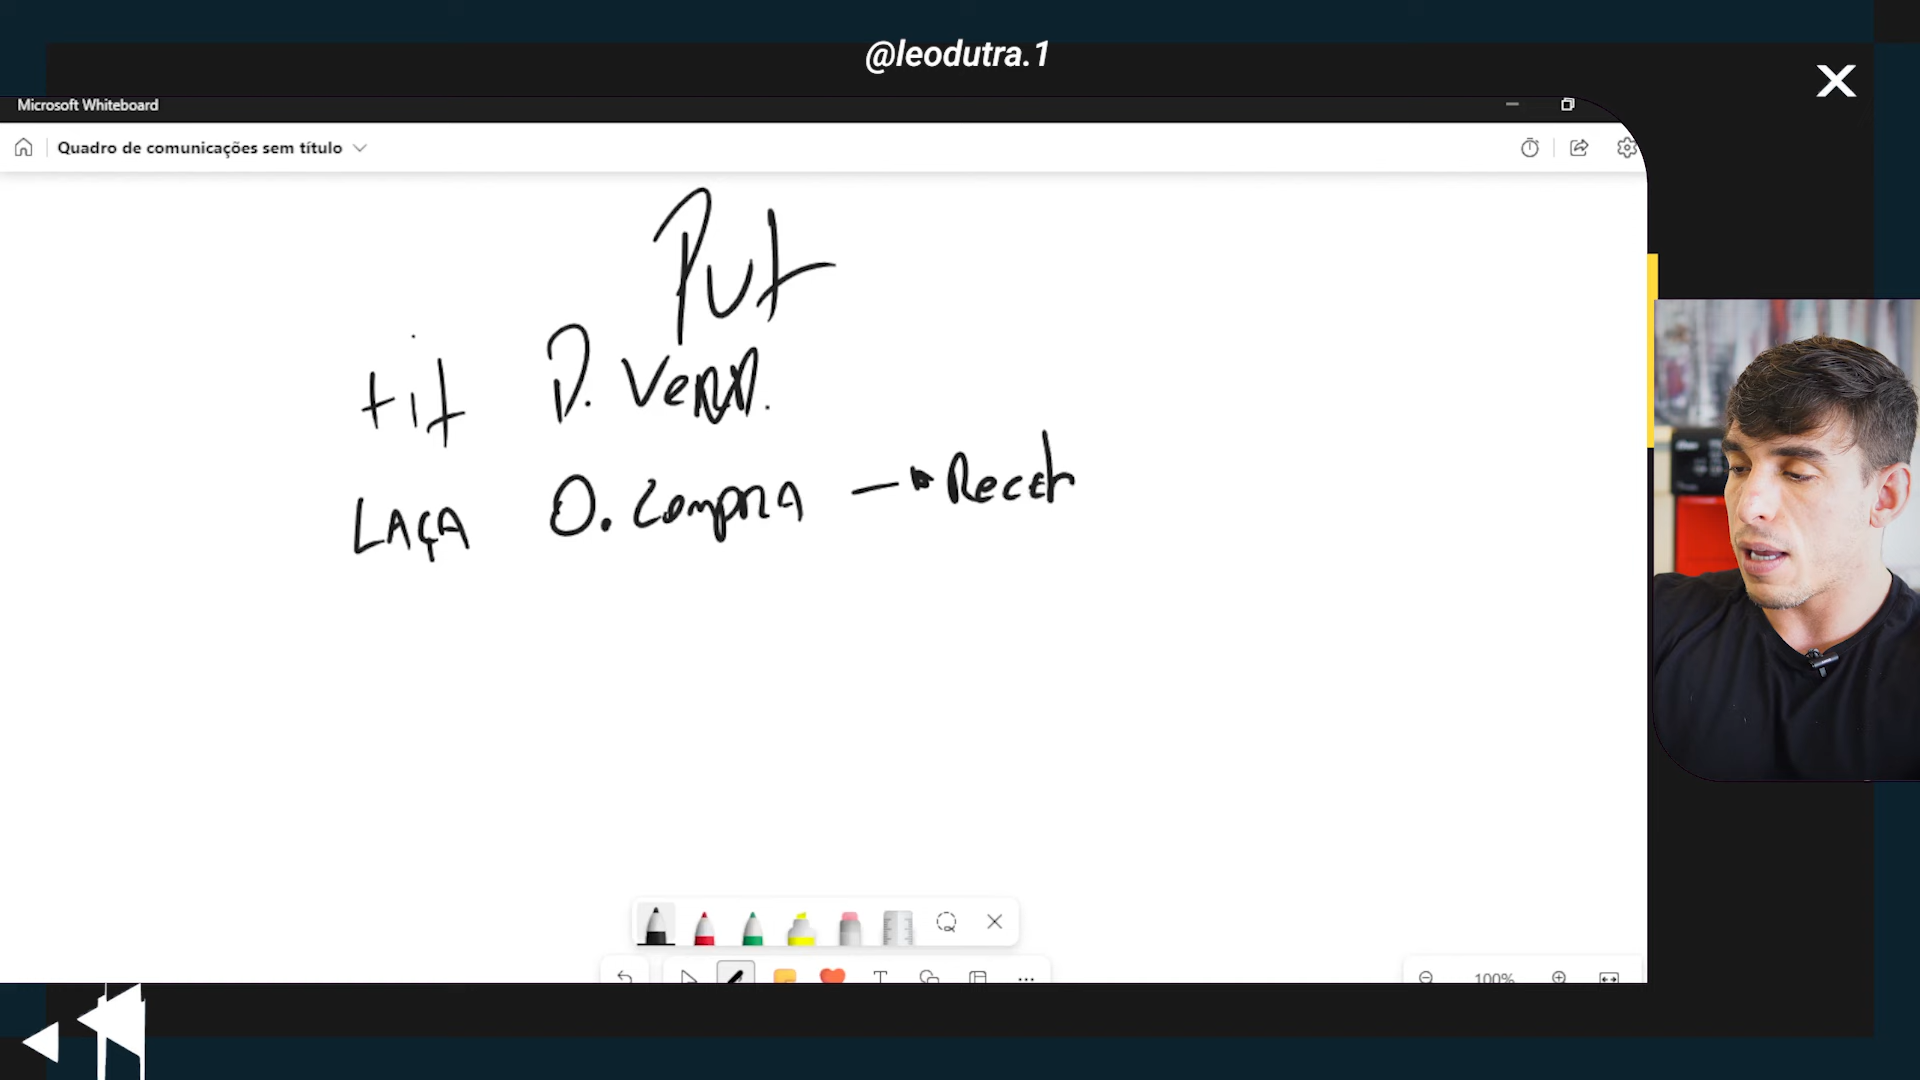 @leodutra.1
Microsoft Whiteboard
Quadro de comunicações sem título
Put
tit D. Vend.
LAÇA O. Compra → Receb
100%